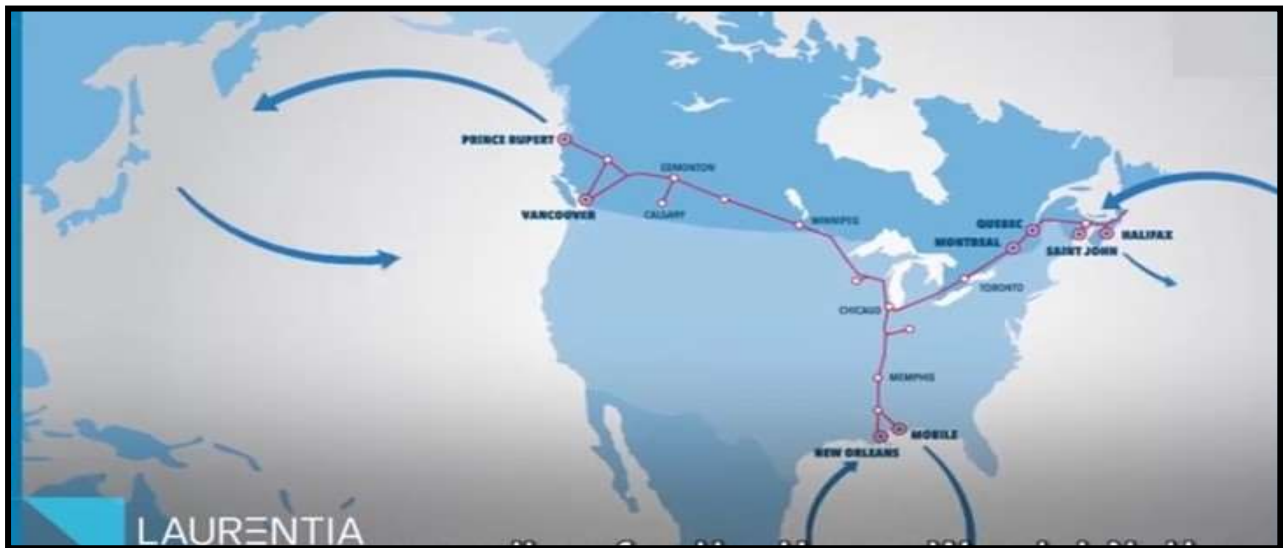 PRINCE RUPERT
EDMONTON
VANCOUVER
CALGARY
WINNIPEG
QUEBEC
MONTREAL
HALIFAX
SAINT JOHN
TORONTO
CHICAGO
MEMPHIS
MOBILE
NEW ORLEANS
LAURENTIA